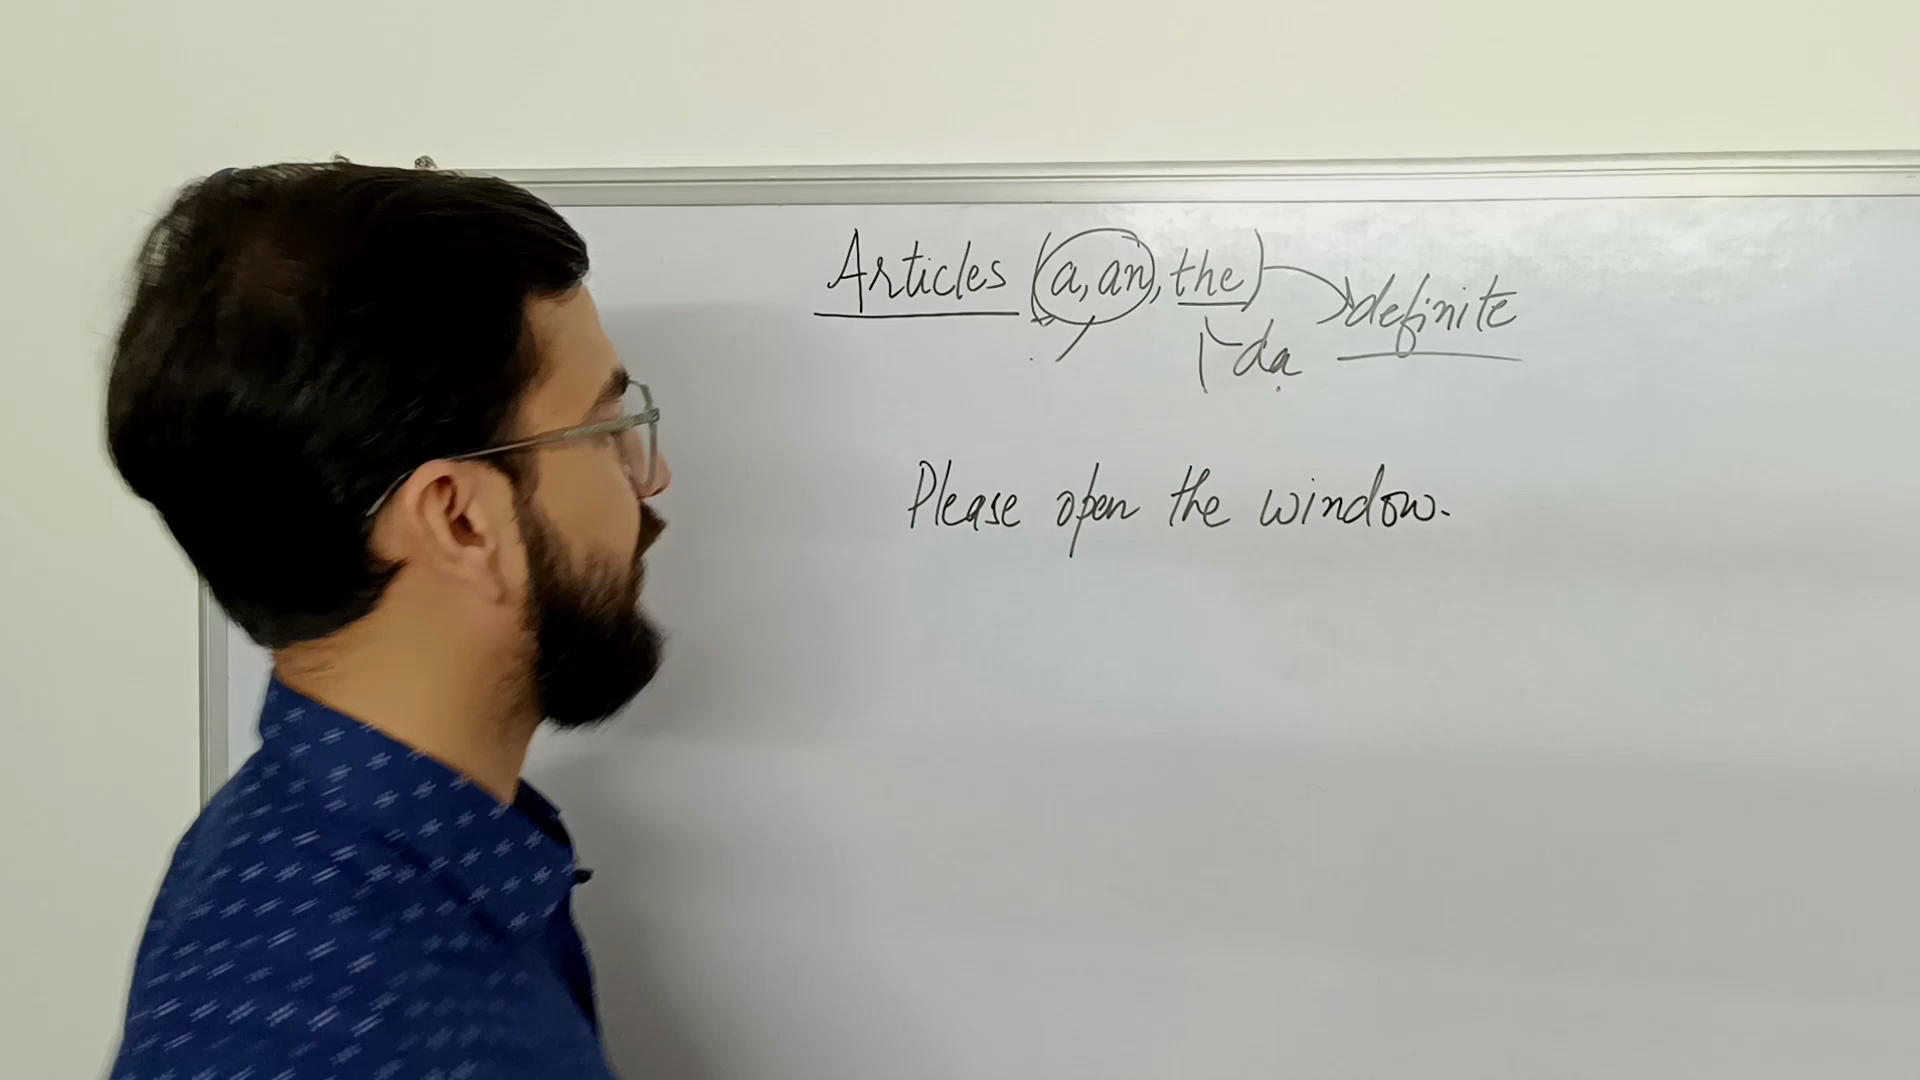 Articles (a, an, the) definite
da
Please open the window.